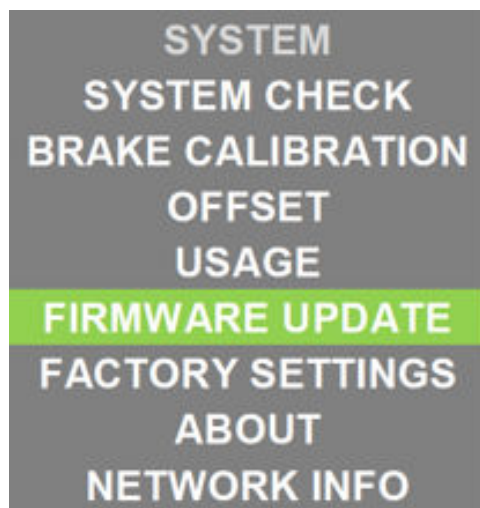 SYSTEM
SYSTEM CHECK
BRAKE CALIBRATION
OFFSET
USAGE
FIRMWARE UPDATE
FACTORY SETTINGS
ABOUT
NETWORK INFO